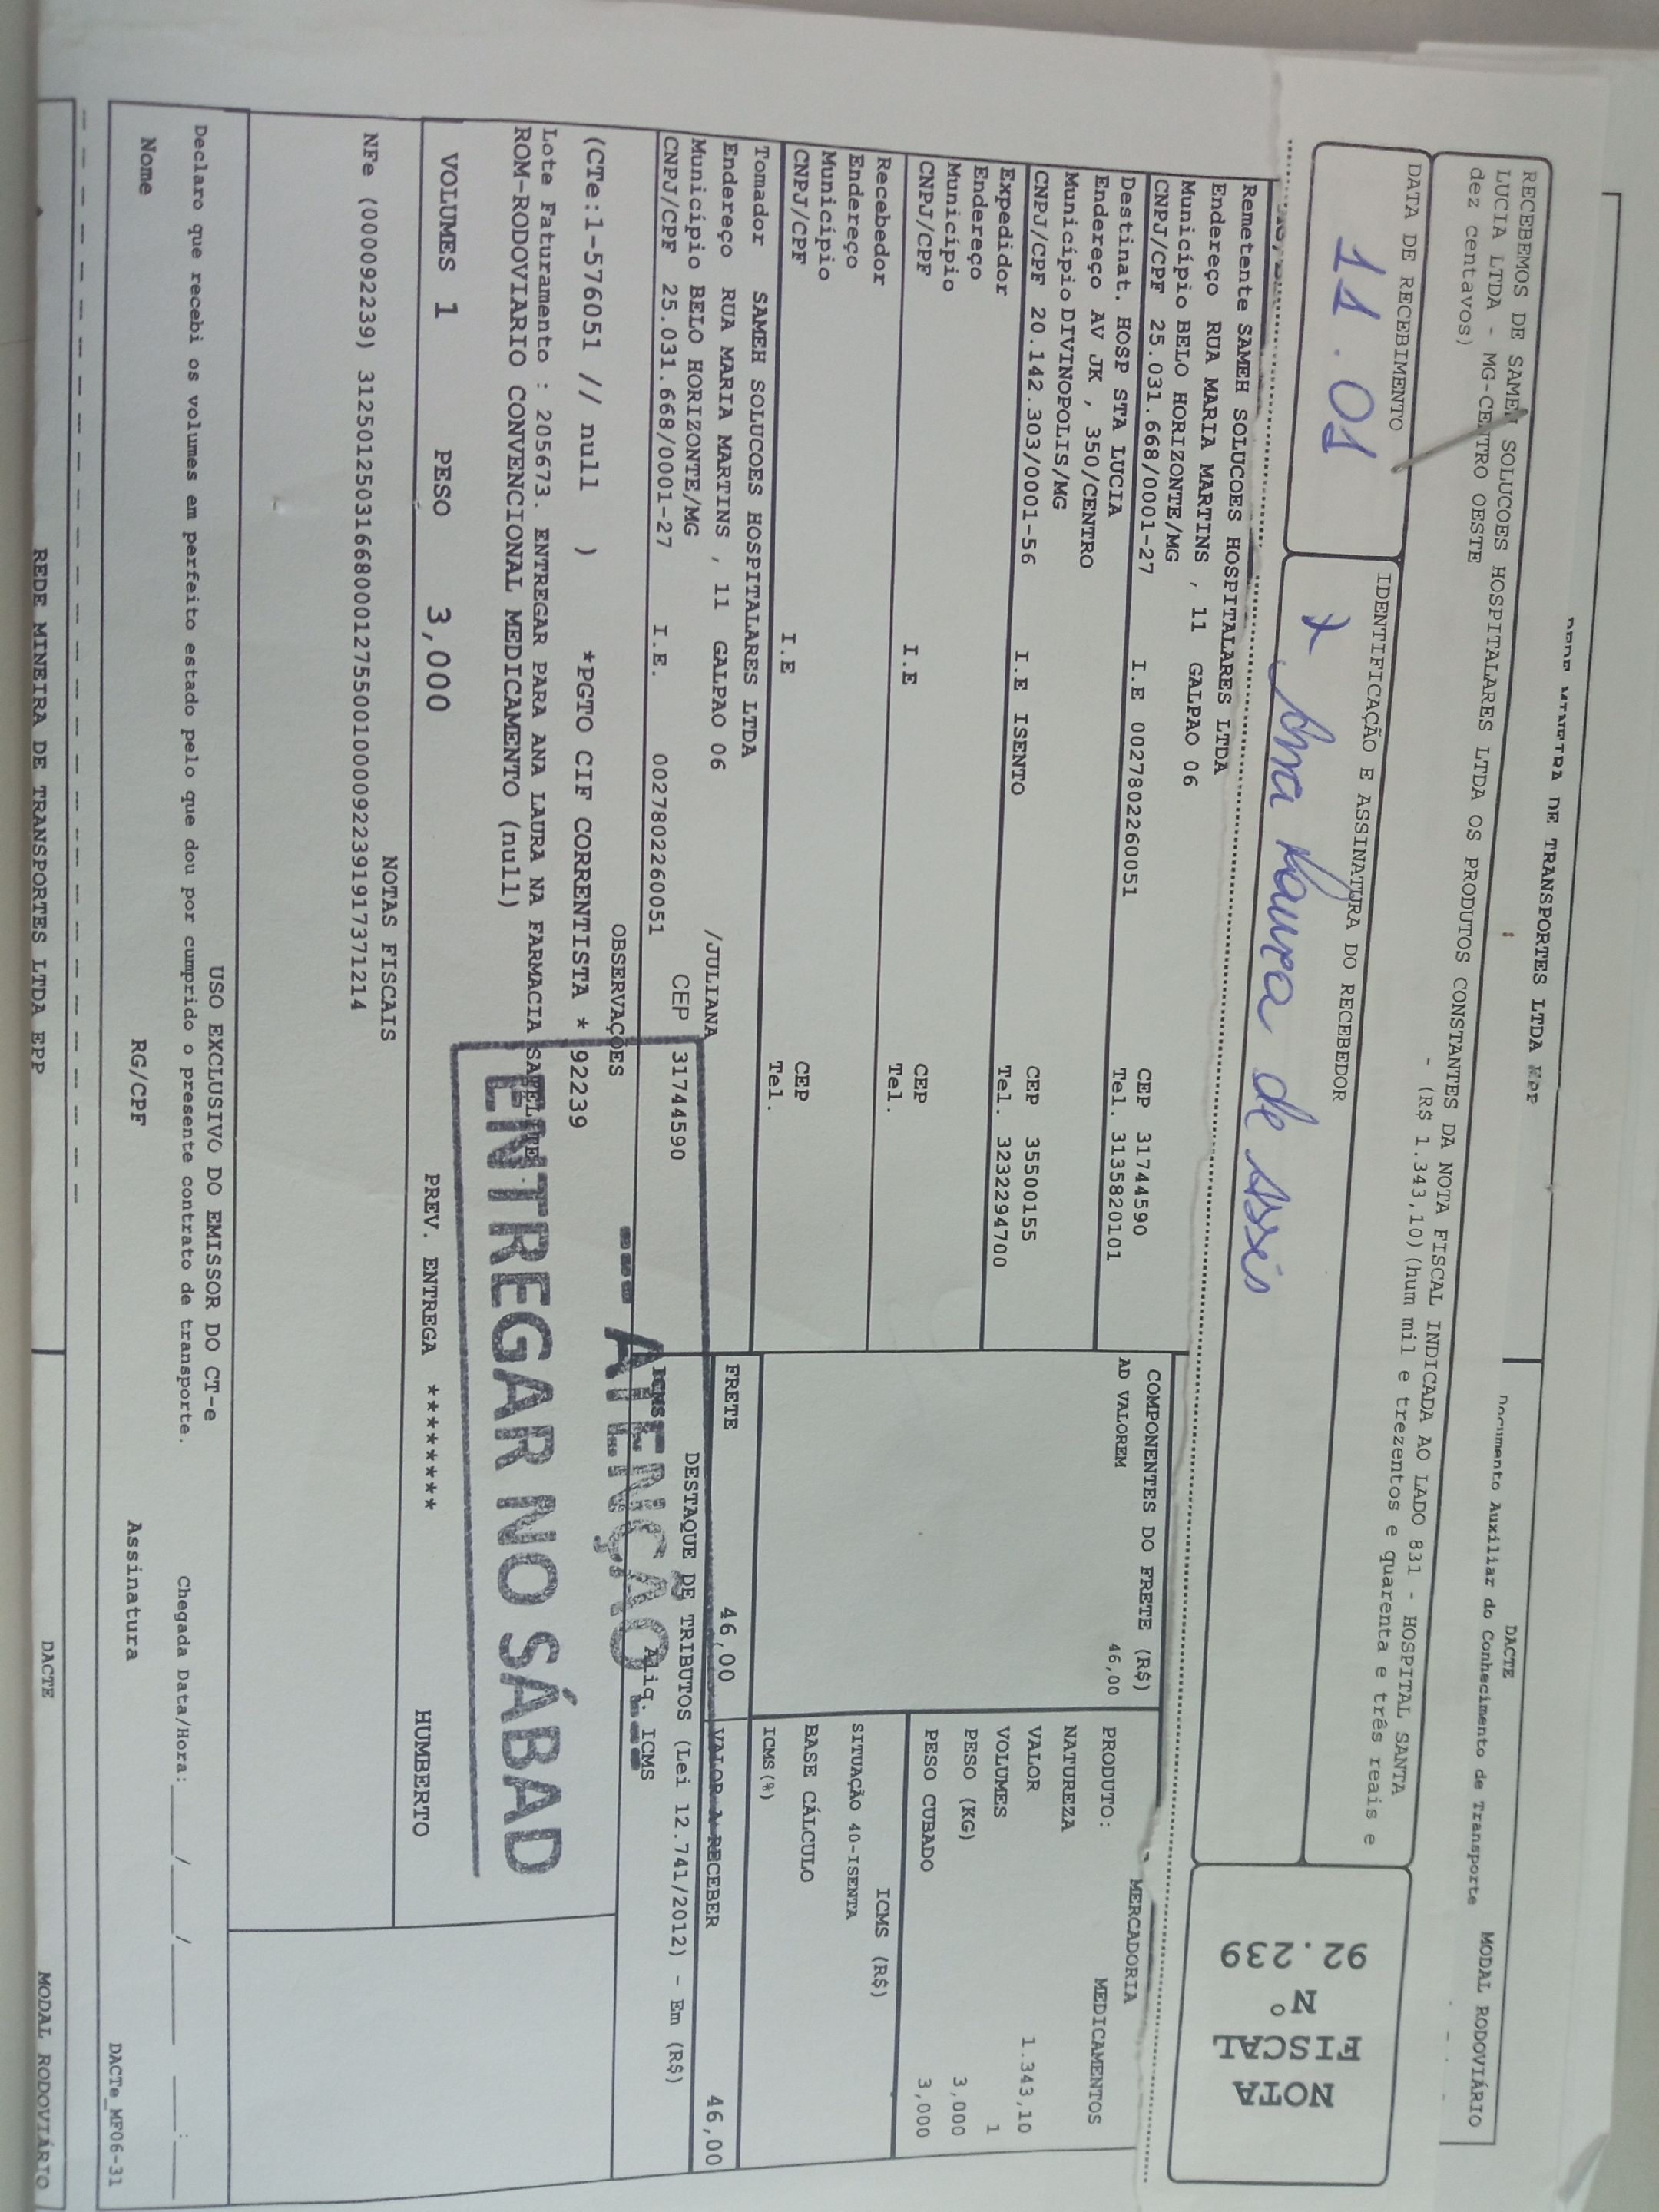 DE TRANSPORTES LTDA
DACTE
Documento Auxiliar do Conhecimento de Transporte
MODAL RODOVIÁRIO
RECEBEMOS DE SAMEH SOLUCOES HOSPITALARES LTDA OS PRODUTOS CONSTANTES DA NOTA FISCAL INDICADA AO LADO 831 - HOSPITAL SANTA
LUCIA LTDA - MG-CENTRO OESTE - (R$ 1.343,10)(hum mil e trezentos e quarenta e três reais e
dez centavos)
DATA DE RECEBIMENTO
11.01
IDENTIFICAÇÃO E ASSINATURA DO RECEBEDOR
x Ana Laura de Assis
NOTA
FISCAL
Nº
92.239
Remetente SAMEH SOLUCOES HOSPITALARES LTDA
Endereço RUA MARIA MARTINS , 11 GALPAO 06
Município BELO HORIZONTE/MG CEP 31744590
CNPJ/CPF 25.031.668/0001-27 I.E 0027802260051 Tel. 3135820101
Destinat. HOSP STA LUCIA
Endereço AV JK , 350/CENTRO
Município DIVINOPOLIS/MG CEP 35500155
CNPJ/CPF 20.142.303/0001-56 I.E ISENTO Tel. 3232294700
Expedidor
Endereço
Município CEP
CNPJ/CPF I.E Tel.
Recebedor
Endereço
Município CEP
CNPJ/CPF I.E Tel.
Tomador SAMEH SOLUCOES HOSPITALARES LTDA
Endereço RUA MARIA MARTINS , 11 GALPAO 06 /JULIANA
Município BELO HORIZONTE/MG CEP 31744590
CNPJ/CPF 25.031.668/0001-27 I.E. 0027802260051
COMPONENTES DO FRETE (R$)
AD VALOREM 46,00
MERCADORIA
PRODUTO: MEDICAMENTOS
NATUREZA
VALOR 1.343,10
VOLUMES 1
PESO (KG) 3,000
PESO CUBADO 3,000
ICMS (R$)
SITUAÇÃO 40-ISENTA
BASE CÁLCULO
ICMS(%)
FRETE 46,00
VALOR A RECEBER 46,00
DESTAQUE DE TRIBUTOS (Lei 12.741/2012) - Em (R$)
ICMS Aliq. ICMS
OBSERVAÇÕES
(CTe:1-576051 // null ) *PGTO CIF CORRENTISTA * 92239
Lote Faturamento : 205673. ENTREGAR PARA ANA LAURA NA FARMACIA SATELITE
ROM-RODOVIARIO CONVENCIONAL MEDICAMENTO (null)
ATENÇÃO
ENTREGAR NO SÁBAD
VOLUMES 1 PESO 3,000 PREV. ENTREGA ******* HUMBERTO
NOTAS FISCAIS
NFe (000092239) 31250125031668000127550010000922391917371214
USO EXCLUSIVO DO EMISSOR DO CT-e
Declaro que recebi os volumes em perfeito estado pelo que dou por cumprido o presente contrato de transporte. Chegada Data/Hora:____/____/____ ___:___
Nome RG/CPF Assinatura
DACTe_MF06-31
REDE MINEIRA DE TRANSPORTES LTDA EPP
DACTE
MODAL RODOVIÁRIO